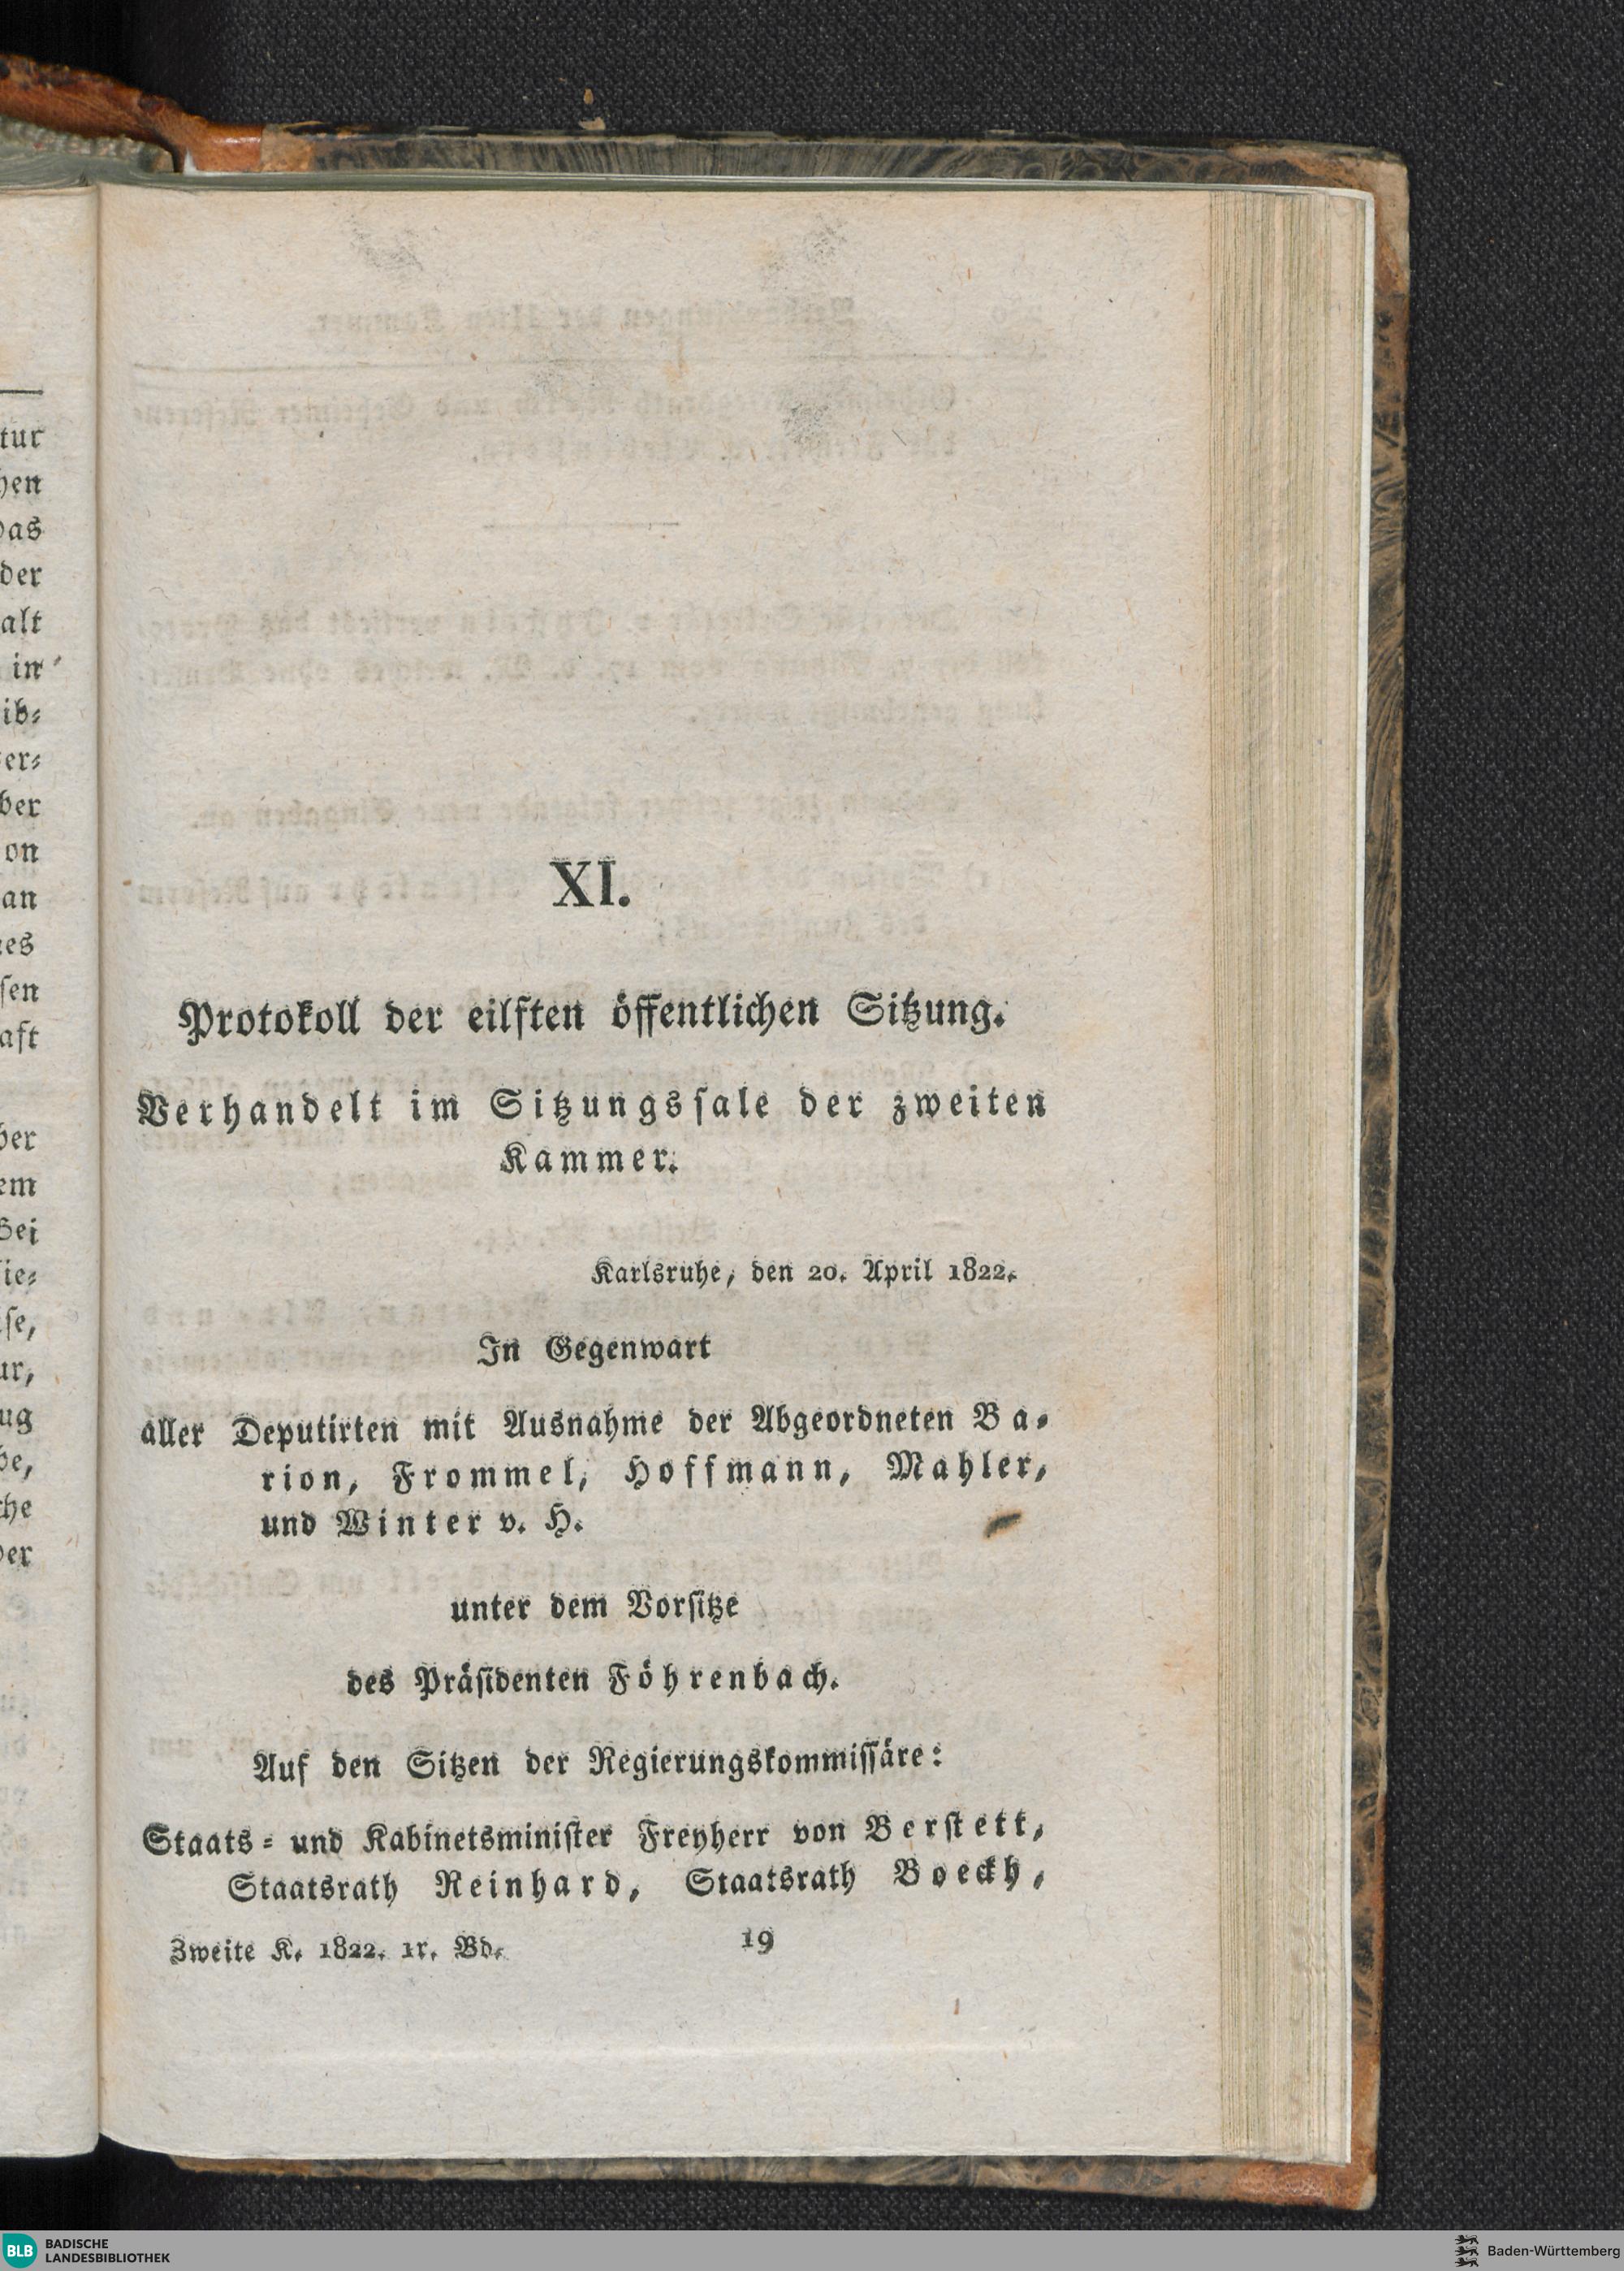 XI.
Protokoll der eilften öffentlichen Sitzung.
Verhandelt im Sitzungssale der zweiten
Kammer.
Karlsruhe, den 20. April 1822.
In Gegenwart
aller Deputirten mit Ausnahme der Abgeordneten Ba-
rion, Frommel, Hoffmann, Mahler,
und Winter v. H.
unter dem Vorsitze
des Präsidenten Föhrenbach.
Auf den Sitzen der Regierungskommissäre:
Staats- und Kabinetsminister Freyherr von Berstett,
Staatsrath Reinhard, Staatsrath Boeckh,
Zweite K. 1822. 1r. Bd. 19
BLB BADISCHE
LANDESBIBLIOTHEK
Baden-Württemberg